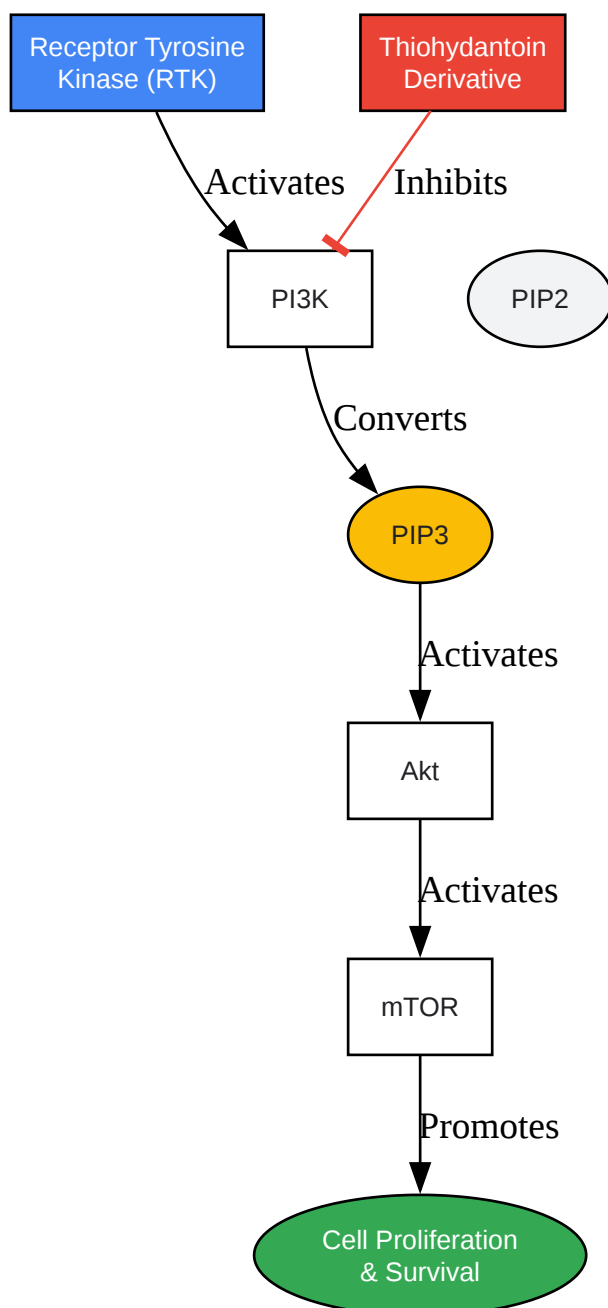 Receptor Tyrosine
Kinase (RTK)
Thiohydantoin
Derivative
Activates
Inhibits
PI3K
PIP2
Converts
PIP3
Activates
Akt
Activates
mTOR
Promotes
Cell Proliferation
& Survival